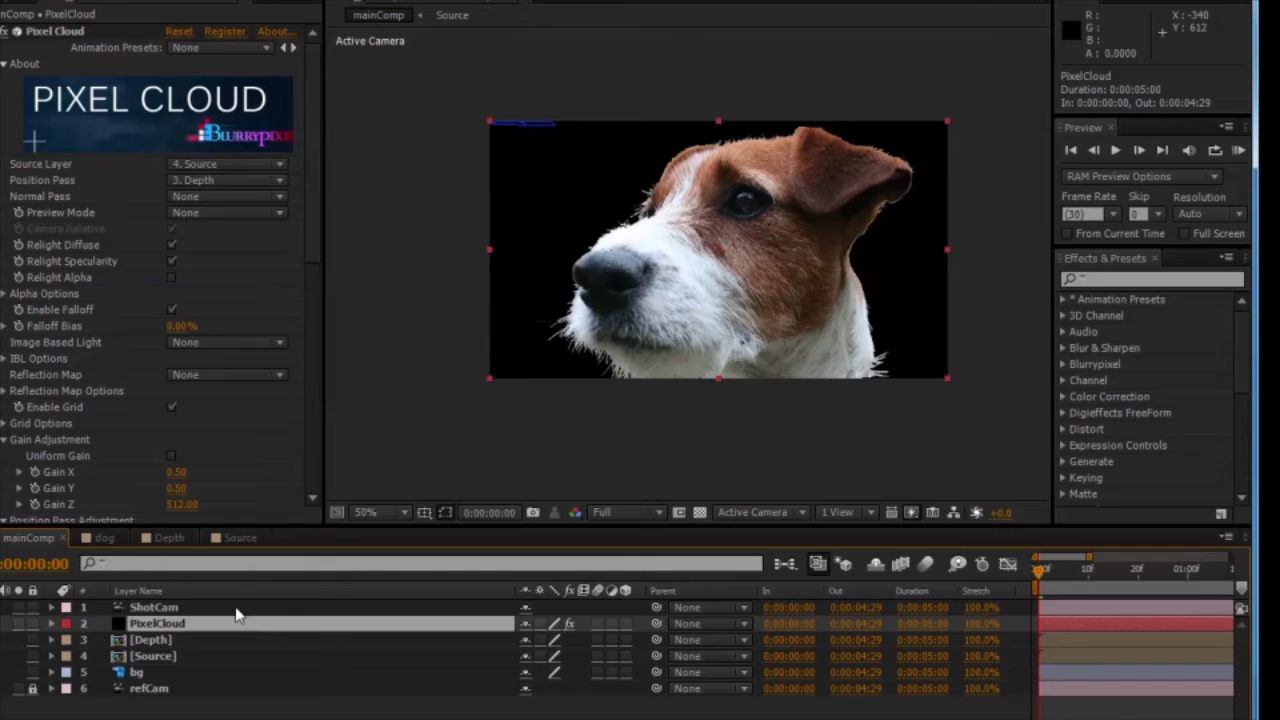 mainComp • PixelCloud
fx Pixel Cloud Reset Register About...
Animation Presets: None
About
PIXEL CLOUD
BLURRYPIXE
Source Layer 4. Source
Position Pass 3. Depth
Normal Pass None
Preview Mode None
Camera Relative
Relight Diffuse
Relight Specularity
Relight Alpha
Alpha Options
Enable Falloff
Falloff Bias 0.00%
Image Based Light None
IBL Options
Reflection Map None
Reflection Map Options
Enable Grid
Grid Options
Gain Adjustment
Uniform Gain
Gain X 0.50
Gain Y 0.50
Gain Z 512.00
Position Pass Adjustment
mainComp Source
Active Camera
50% 0:00:00:00 Full Active Camera 1 View +0.0
R :
G :
B :
A : 0.0000
X : -340
Y : 612
PixelCloud
Duration: 0:00:05:00
In: 0:00:00:00, Out: 0:00:04:29
Preview
RAM Preview Options
Frame Rate Skip Resolution
(30) 0 Auto
From Current Time Full Screen
Effects & Presets
* Animation Presets
3D Channel
Audio
Blur & Sharpen
Blurrypixel
Channel
Color Correction
Digieffects FreeForm
Distort
Expression Controls
Generate
Keying
Matte
mainComp dog Depth Source
0:00:00:00
00f 10f 20f 01:00f 1
# Layer Name Parent In Out Duration Stretch
1 ShotCam None 0:00:00:00 0:00:04:29 0:00:05:00 100.0%
2 PixelCloud fx None 0:00:00:00 0:00:04:29 0:00:05:00 100.0%
3 [Depth] None 0:00:00:00 0:00:04:29 0:00:05:00 100.0%
4 [Source] None 0:00:00:00 0:00:04:29 0:00:05:00 100.0%
5 bg None 0:00:00:00 0:00:04:29 0:00:05:00 100.0%
6 refCam None 0:00:00:00 0:00:04:29 0:00:05:00 100.0%